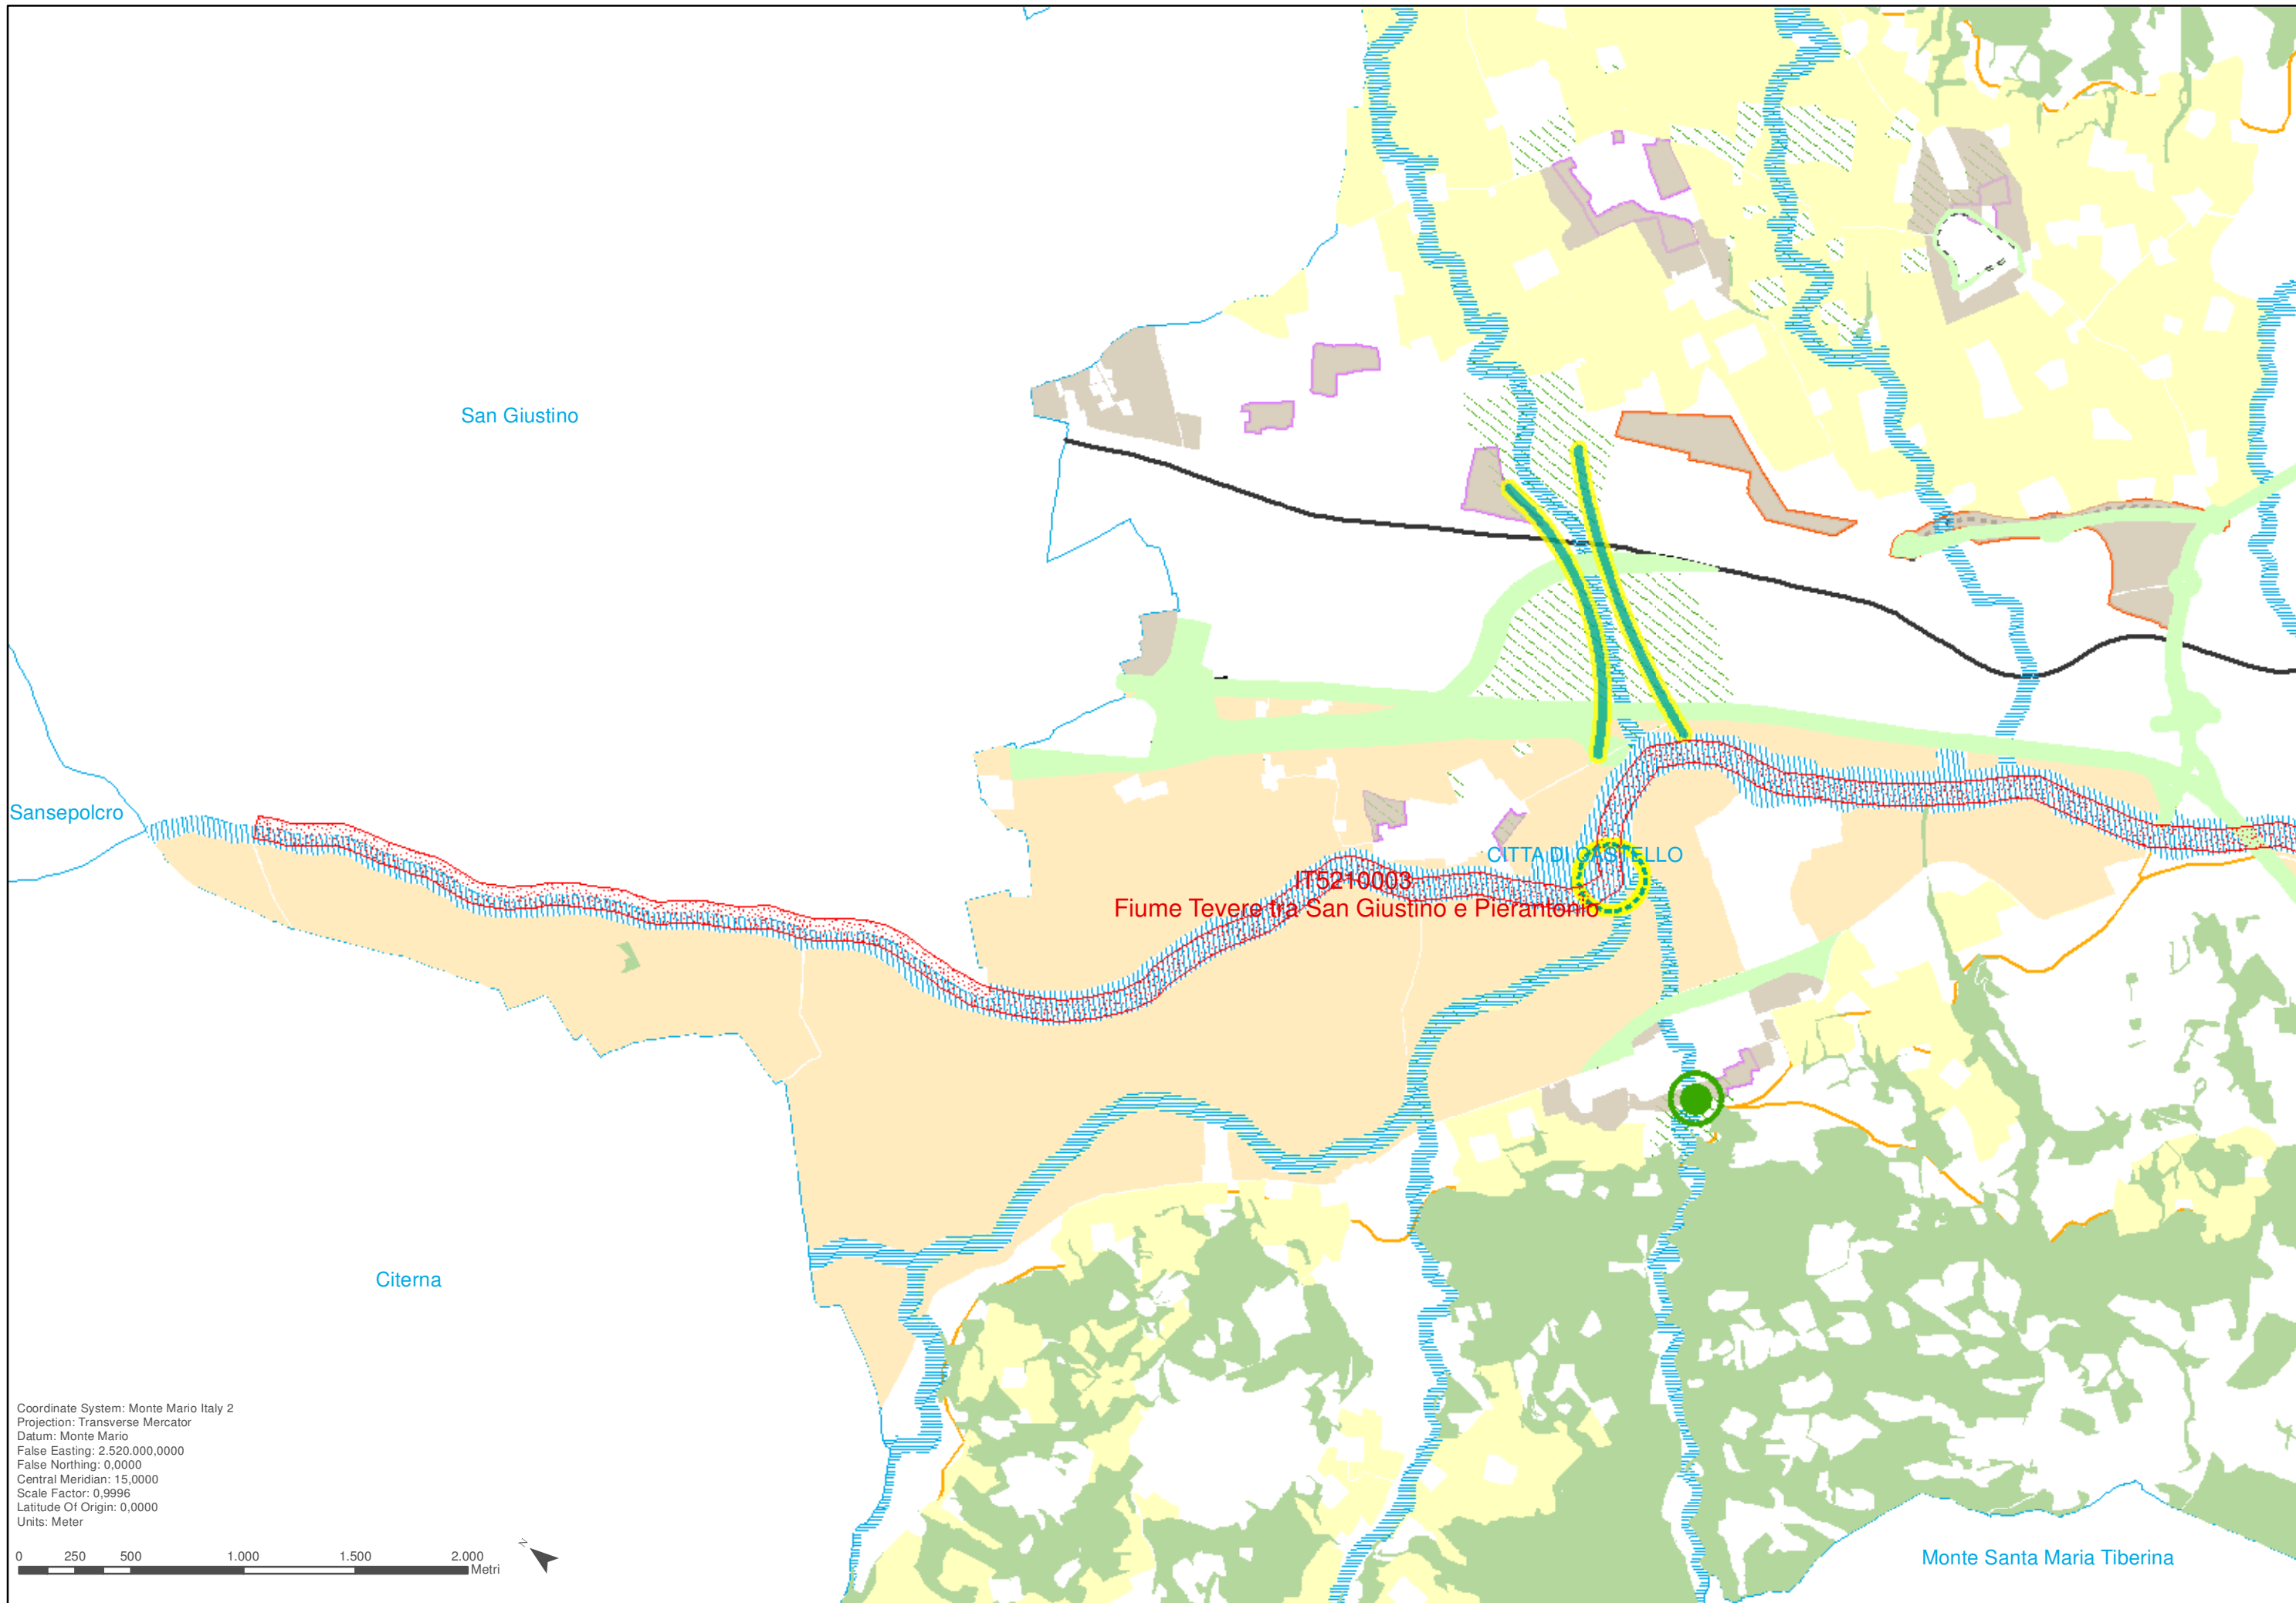 San Giustino
Sansepolcro
CITTA DI CASTELLO
IT5210003
Fiume Tevere tra San Giustino e Pierantonio
Citerna
Coordinate System: Monte Mario Italy 2
Projection: Transverse Mercator
Datum: Monte Mario
False Easting: 2.520.000,0000
False Northing: 0,0000
Central Meridian: 15,0000
Scale Factor: 0,9996
Latitude Of Origin: 0,0000
Units: Meter
0 250 500 1.000 1.500 2.000
Metri
N
Monte Santa Maria Tiberina